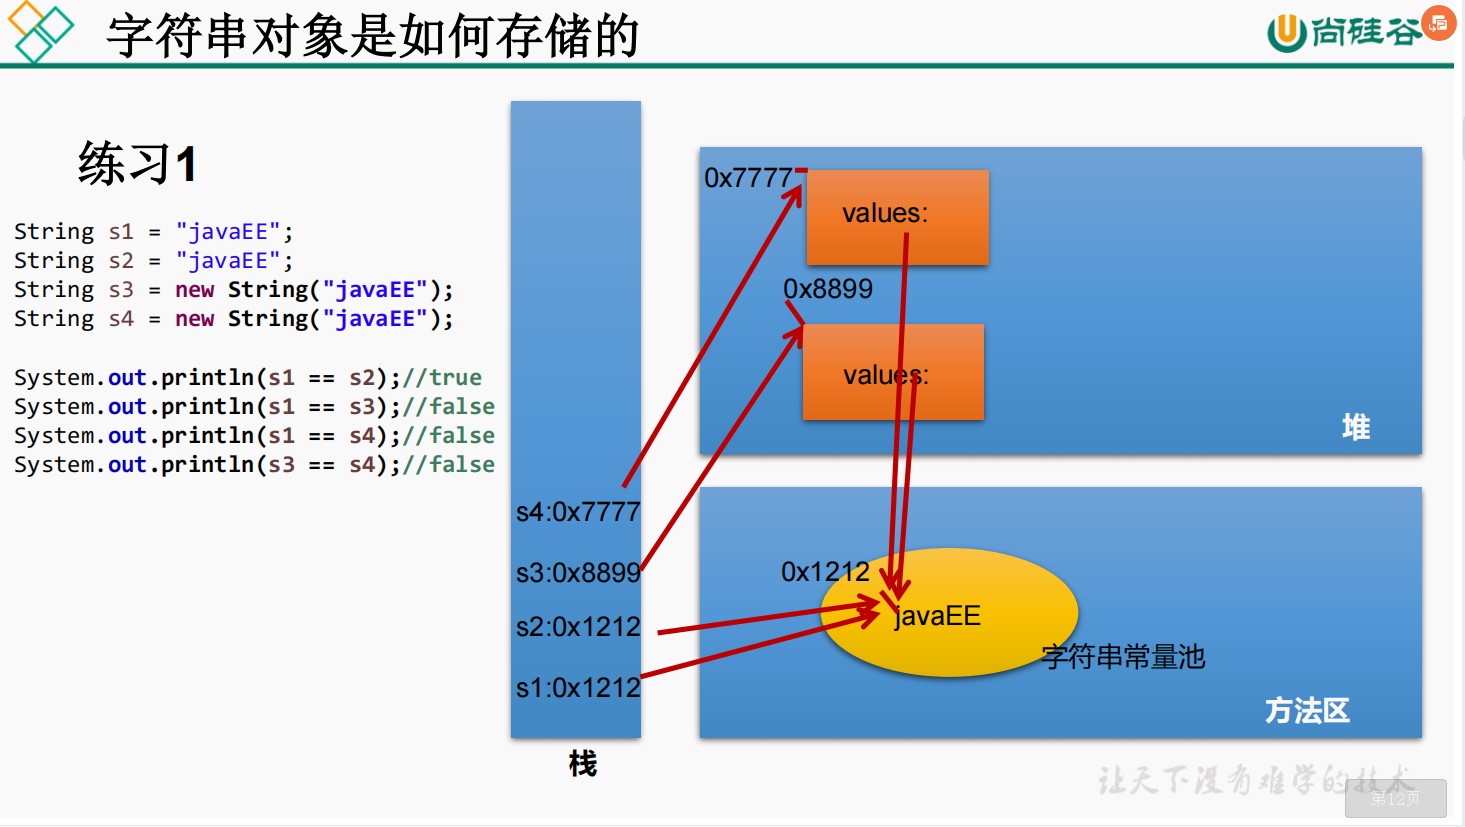 字符串对象是如何存储的
尚硅谷
练习1
String s1 = "javaEE";
String s2 = "javaEE";
String s3 = new String("javaEE");
String s4 = new String("javaEE");
System.out.println(s1 == s2);//true
System.out.println(s1 == s3);//false
System.out.println(s1 == s4);//false
System.out.println(s3 == s4);//false
s4:0x7777
s3:0x8899
s2:0x1212
s1:0x1212
栈
0x7777
values:
0x8899
values:
堆
0x1212
javaEE
字符串常量池
方法区
让天下没有难学的技术
第12页